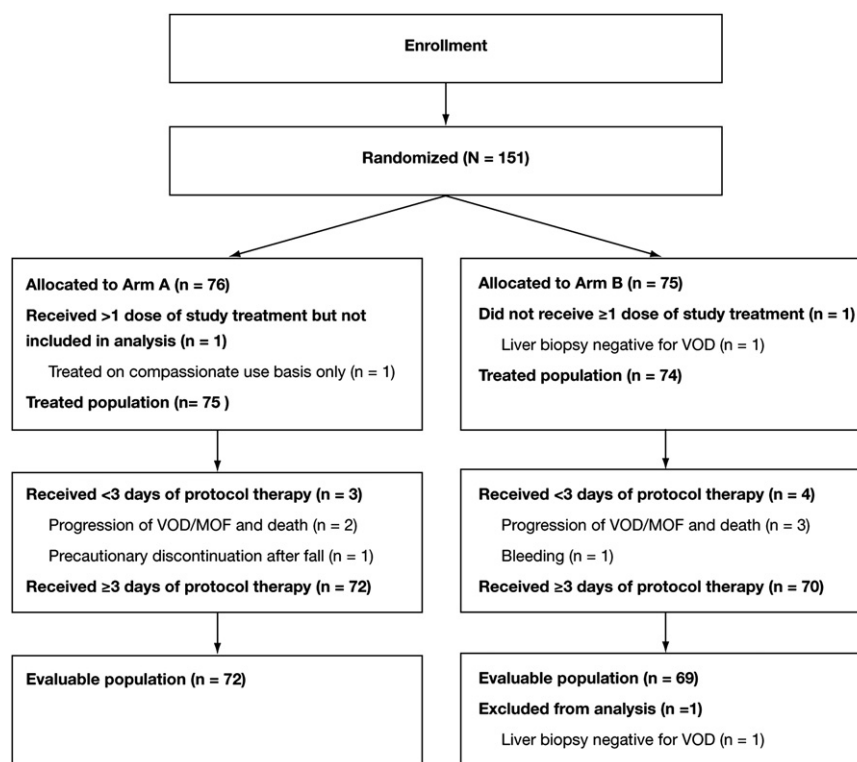 Enrollment
Randomized (N = 151)
Allocated to Arm A (n = 76)
Received >1 dose of study treatment but not
included in analysis (n = 1)
Treated on compassionate use basis only (n = 1)
Treated population (n= 75 )
Allocated to Arm B (n = 75)
Did not receive ≥1 dose of study treatment (n = 1)
Liver biopsy negative for VOD (n = 1)
Treated population (n = 74)
Received <3 days of protocol therapy (n = 3)
Progression of VOD/MOF and death (n = 2)
Precautionary discontinuation after fall (n = 1)
Received ≥3 days of protocol therapy (n = 72)
Received <3 days of protocol therapy (n = 4)
Progression of VOD/MOF and death (n = 3)
Bleeding (n = 1)
Received ≥3 days of protocol therapy (n = 70)
Evaluable population (n = 72)
Evaluable population (n = 69)
Excluded from analysis (n =1)
Liver biopsy negative for VOD (n = 1)